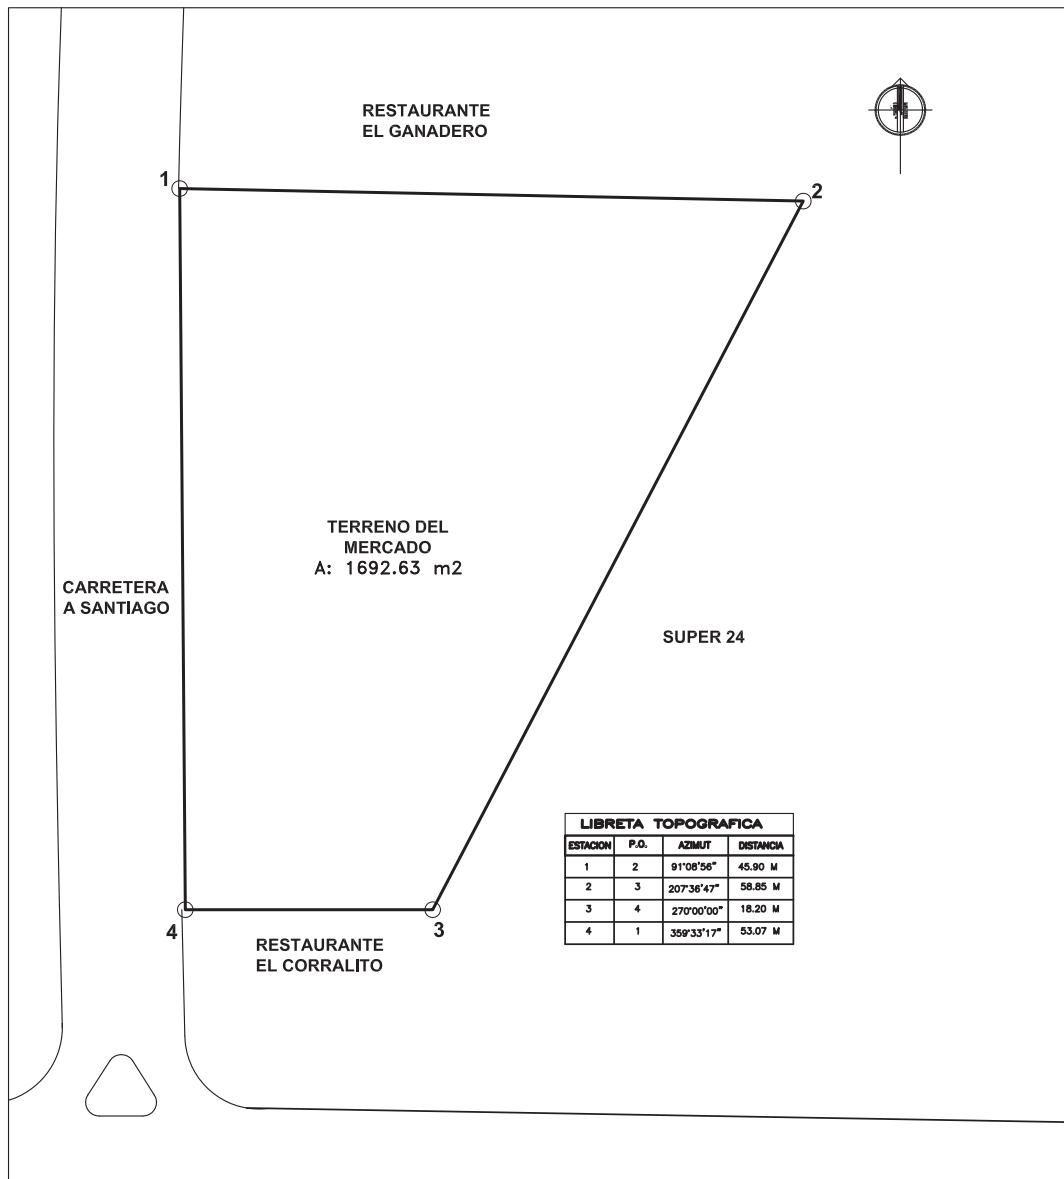 RESTAURANTE
EL GANADERO
1
2
TERRENO DEL
MERCADO
A: 1692.63 m2
CARRETERA
A SANTIAGO
SUPER 24
LIBRETA TOPOGRAFICA
ESTACION P.O. AZIMUT DISTANCIA
1 2 91°08'56" 45.90 M
2 3 207°36'47" 58.85 M
3 4 270°00'00" 18.20 M
4 1 359°33'17" 53.07 M
4
3
RESTAURANTE
EL CORRALITO